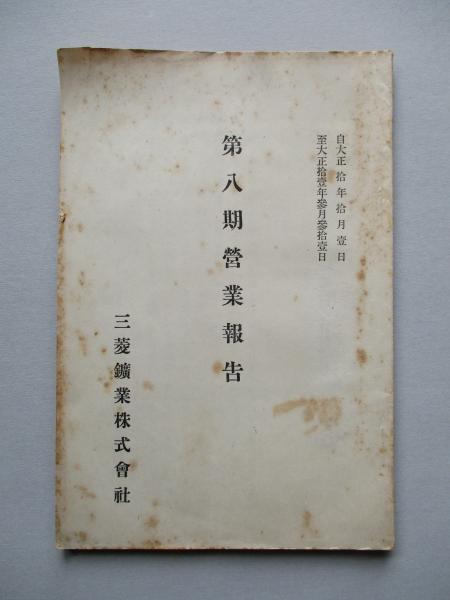 自大正拾年拾月壹日
至大正拾壹年參月參拾壹日
第八期營業報告
三菱鑛業株式會社